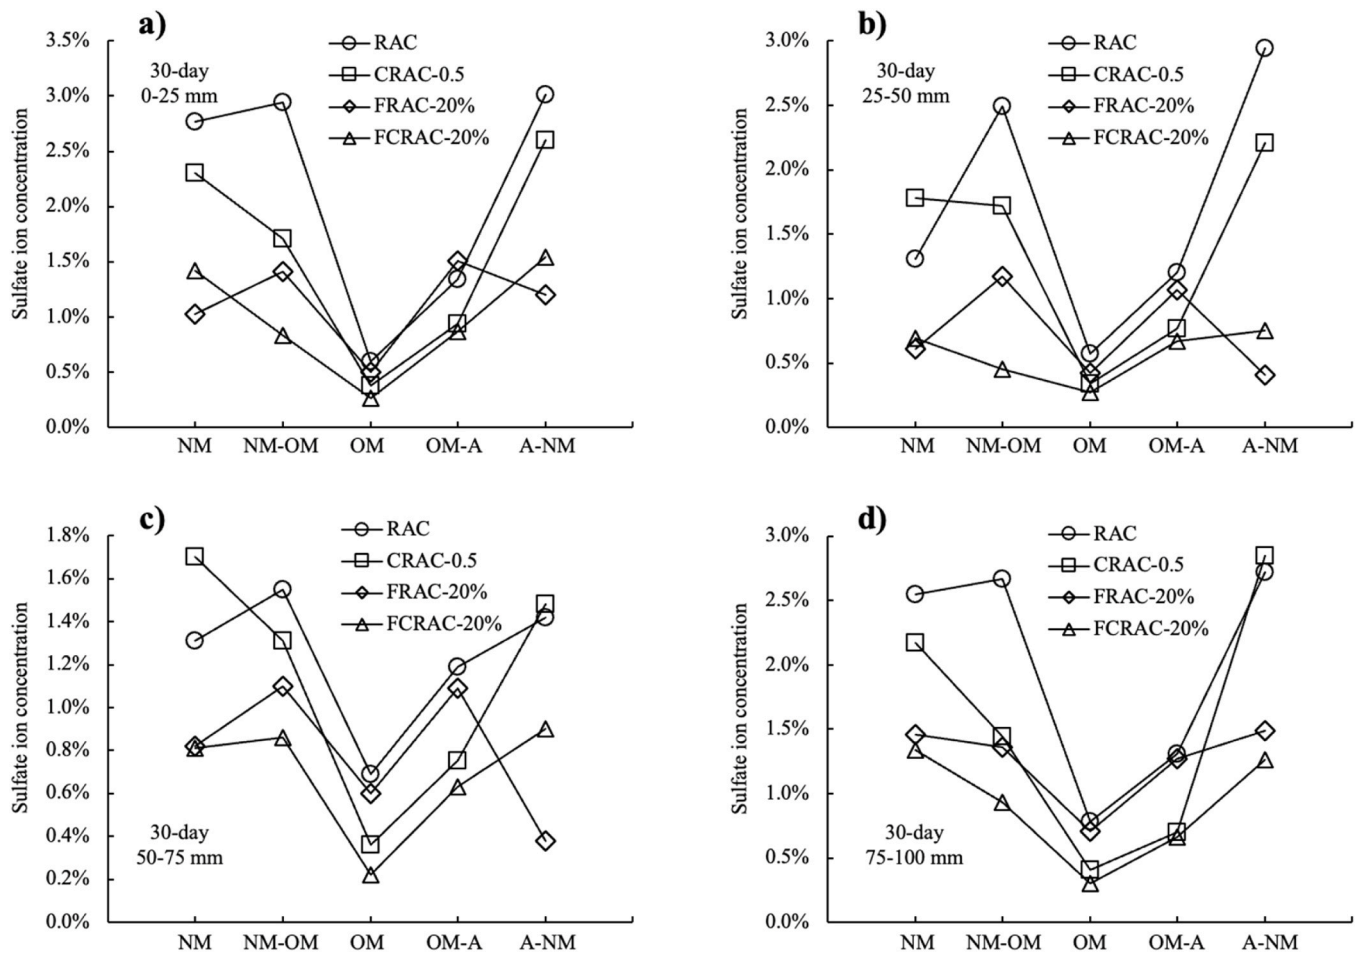 a)
Sulfate ion concentration
3.5%
3.0%
2.5%
2.0%
1.5%
1.0%
0.5%
0.0%
30-day
0-25 mm
RAC
CRAC-0.5
FRAC-20%
FCRAC-20%
NM NM-OM OM OM-A A-NM
b)
Sulfate ion concentration
3.0%
2.5%
2.0%
1.5%
1.0%
0.5%
0.0%
30-day
25-50 mm
RAC
CRAC-0.5
FRAC-20%
FCRAC-20%
NM NM-OM OM OM-A A-NM
c)
Sulfate ion concentration
1.8%
1.6%
1.4%
1.2%
1.0%
0.8%
0.6%
0.4%
0.2%
0.0%
RAC
CRAC-0.5
FRAC-20%
FCRAC-20%
30-day
50-75 mm
NM NM-OM OM OM-A A-NM
d)
Sulfate ion concentration
3.0%
2.5%
2.0%
1.5%
1.0%
0.5%
0.0%
RAC
CRAC-0.5
FRAC-20%
FCRAC-20%
30-day
75-100 mm
NM NM-OM OM OM-A A-NM